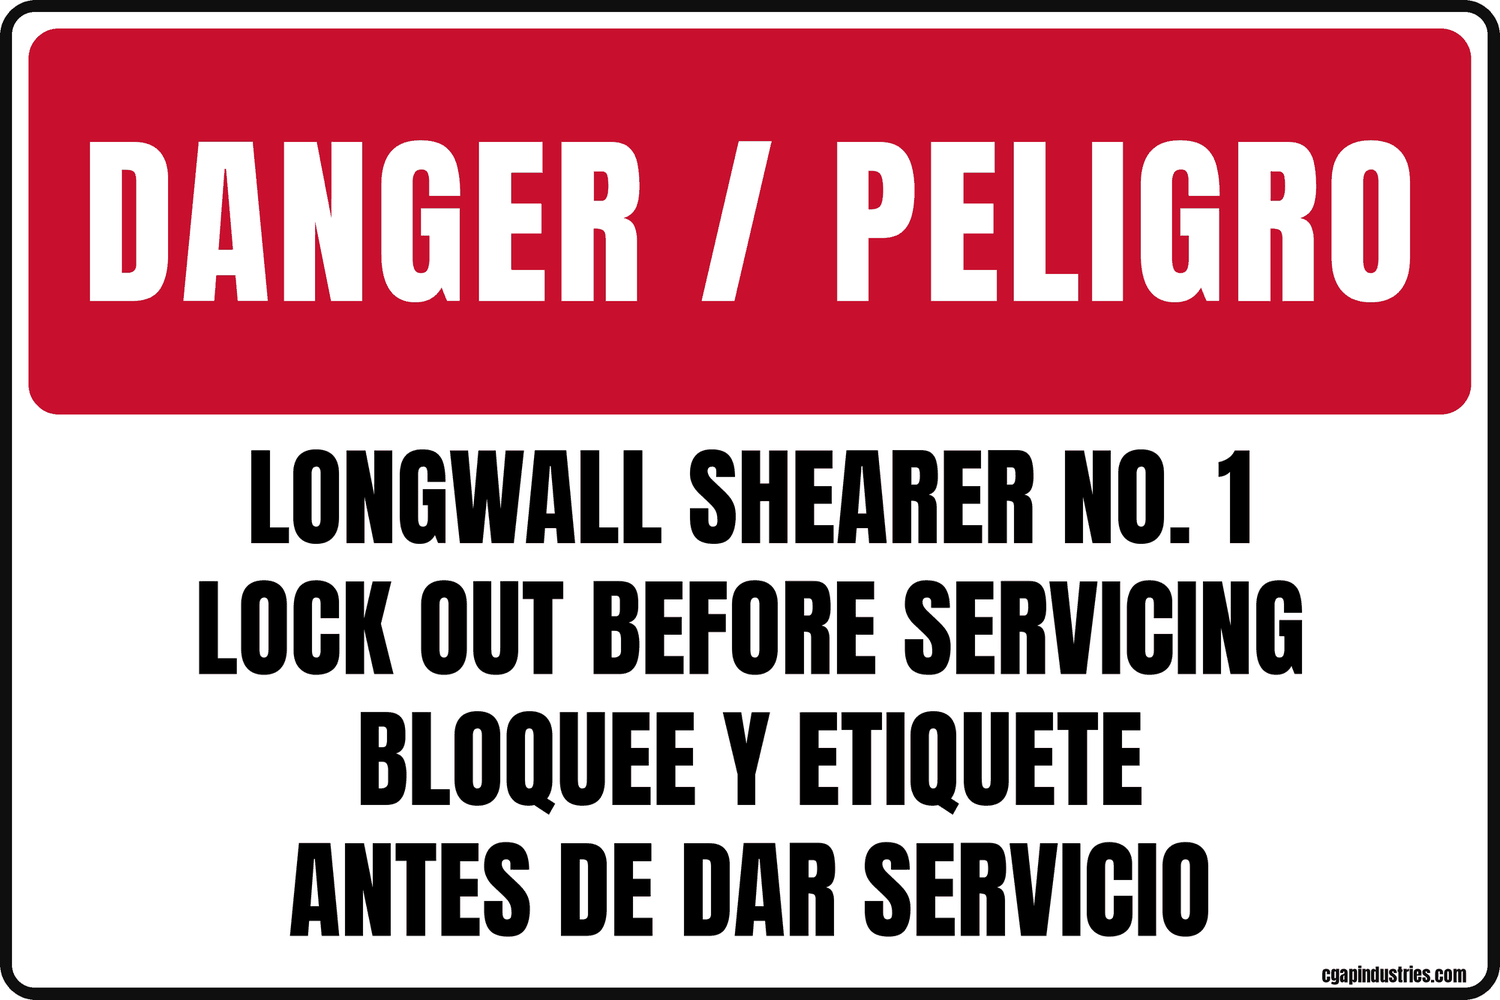 DANGER / PELIGRO
LONGWALL SHEARER NO. 1
LOCK OUT BEFORE SERVICING
BLOQUEE Y ETIQUETE
ANTES DE DAR SERVICIO
cgapindustries.com